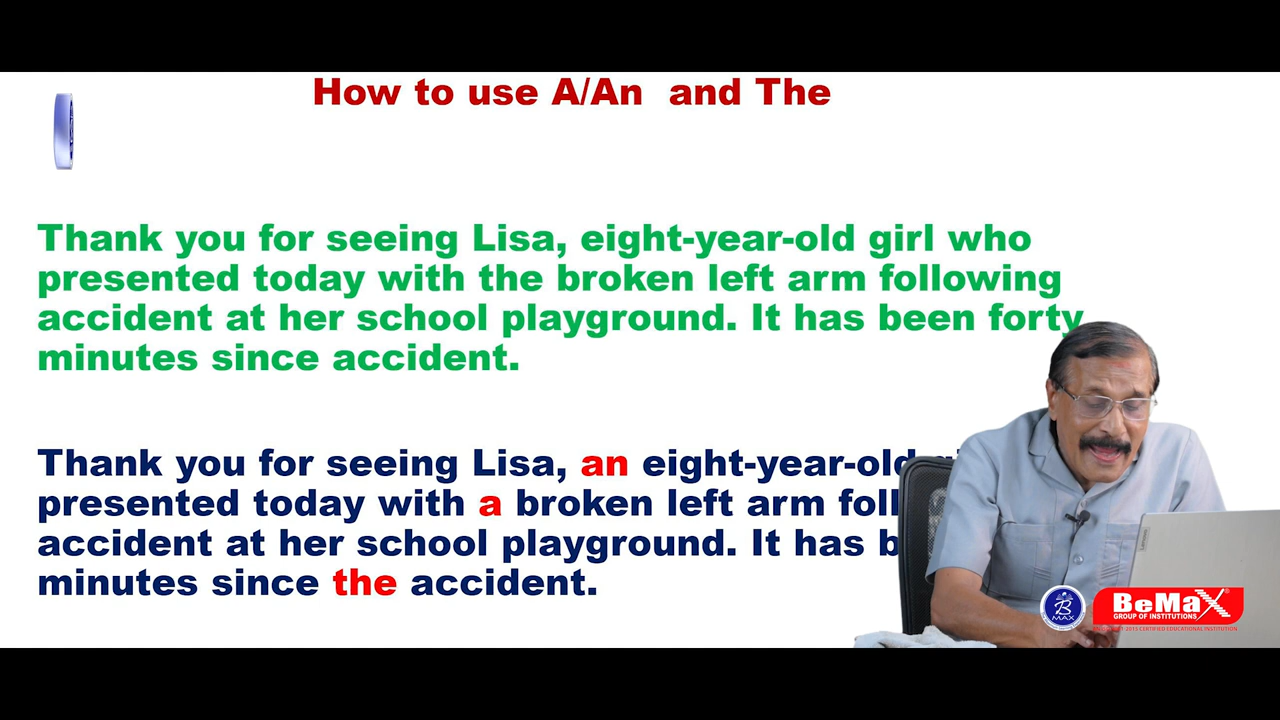 How to use A/An and The
Thank you for seeing Lisa, eight-year-old girl who
presented today with the broken left arm following
accident at her school playground. It has been forty
minutes since accident.
Thank you for seeing Lisa, an eight-year-old
presented today with a broken left arm
accident at her school playground. It has
minutes since the accident.
Lenovo
B
MAX
BeMaX
GROUP OF INSTITUTIONS